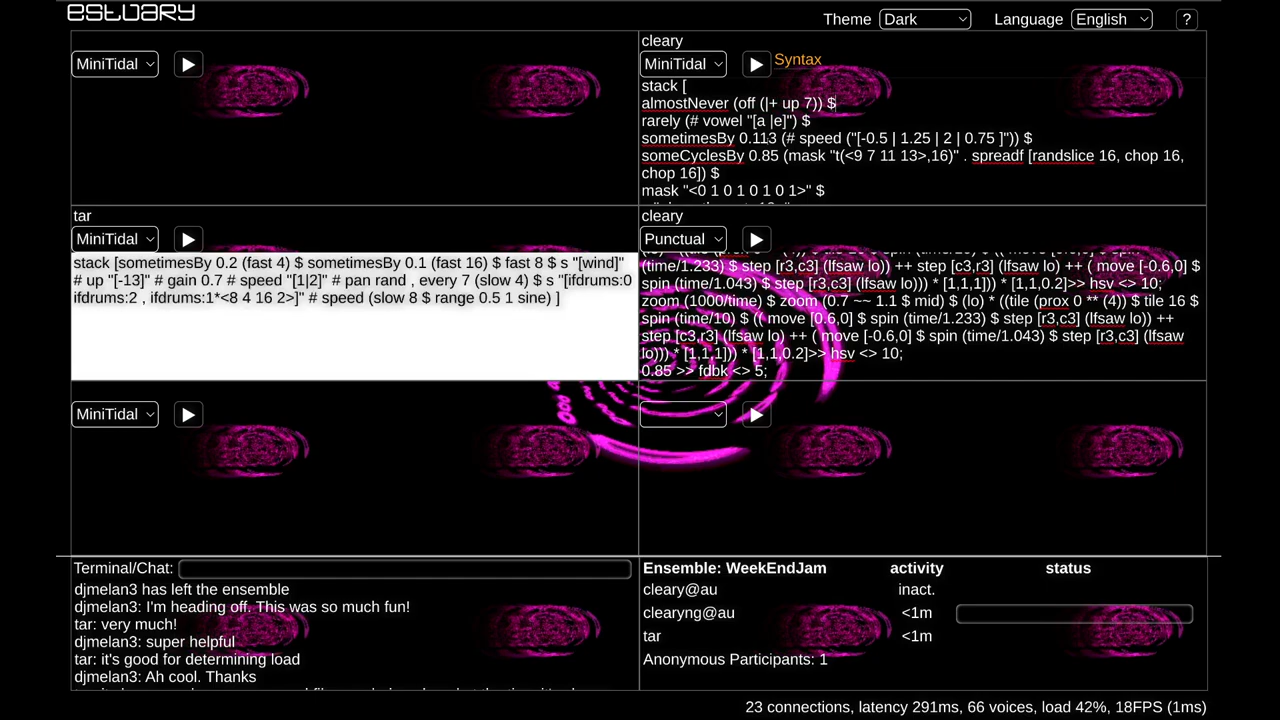 estuary
Theme Dark Language English ?
MiniTidal
cleary
MiniTidal Syntax
stack [
almostNever (off (|+ up 7)) $
rarely (# vowel "[a |e]") $
sometimesBy 0.113 (# speed ("[-0.5 | 1.25 | 2 | 0.75 ]")) $
someCyclesBy 0.85 (mask "t(<9 7 11 13>,16)" . spreadf [randslice 16, chop 16,
chop 16]) $
mask "<0 1 0 1 0 1 0 1>" $
tar
MiniTidal
stack [sometimesBy 0.2 (fast 4) $ sometimesBy 0.1 (fast 16) $ fast 8 $ s "[wind]"
# up "[-13]" # gain 0.7 # speed "[1|2]" # pan rand , every 7 (slow 4) $ s "[ifdrums:0
ifdrums:2 , ifdrums:1*<8 4 16 2>]" # speed (slow 8 $ range 0.5 1 sine) ]
cleary
Punctual
(time/1.233) $ step [r3,c3] (lfsaw lo)) ++ step [c3,r3] (lfsaw lo) ++ ( move [-0.6,0] $
spin (time/1.043) $ step [r3,c3] (lfsaw lo))) * [1,1,1])) * [1,1,0.2]>> hsv <> 10;
zoom (1000/time) $ zoom (0.7 ~~ 1.1 $ mid) $ (lo) * ((tile (prox 0 ** (4)) $ tile 16 $
spin (time/10) $ (( move [0.6,0] $ spin (time/1.233) $ step [r3,c3] (lfsaw lo)) ++
step [c3,r3] (lfsaw lo) ++ ( move [-0.6,0] $ spin (time/1.043) $ step [r3,c3] (lfsaw
lo))) * [1,1,1])) * [1,1,0.2]>> hsv <> 10;
0.85 >> fdbk <> 5;
MiniTidal
Terminal/Chat:
djmelan3 has left the ensemble
djmelan3: I'm heading off. This was so much fun!
tar: very much!
djmelan3: super helpful
tar: it's good for determining load
djmelan3: Ah cool. Thanks
Ensemble: WeekEndJam activity status
cleary@au inact.
clearyng@au <1m
tar <1m
Anonymous Participants: 1
23 connections, latency 291ms, 66 voices, load 42%, 18FPS (1ms)